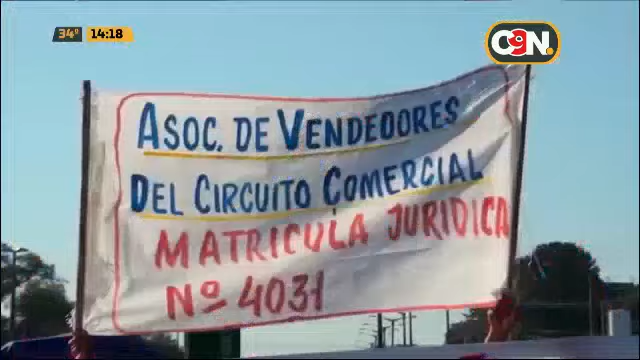 34° 14:18
C9N.
ASOC. DE VENDEDORES
DEL CIRCUITO COMERCIAL
MATRICULA JURIDICA
Nº 4031